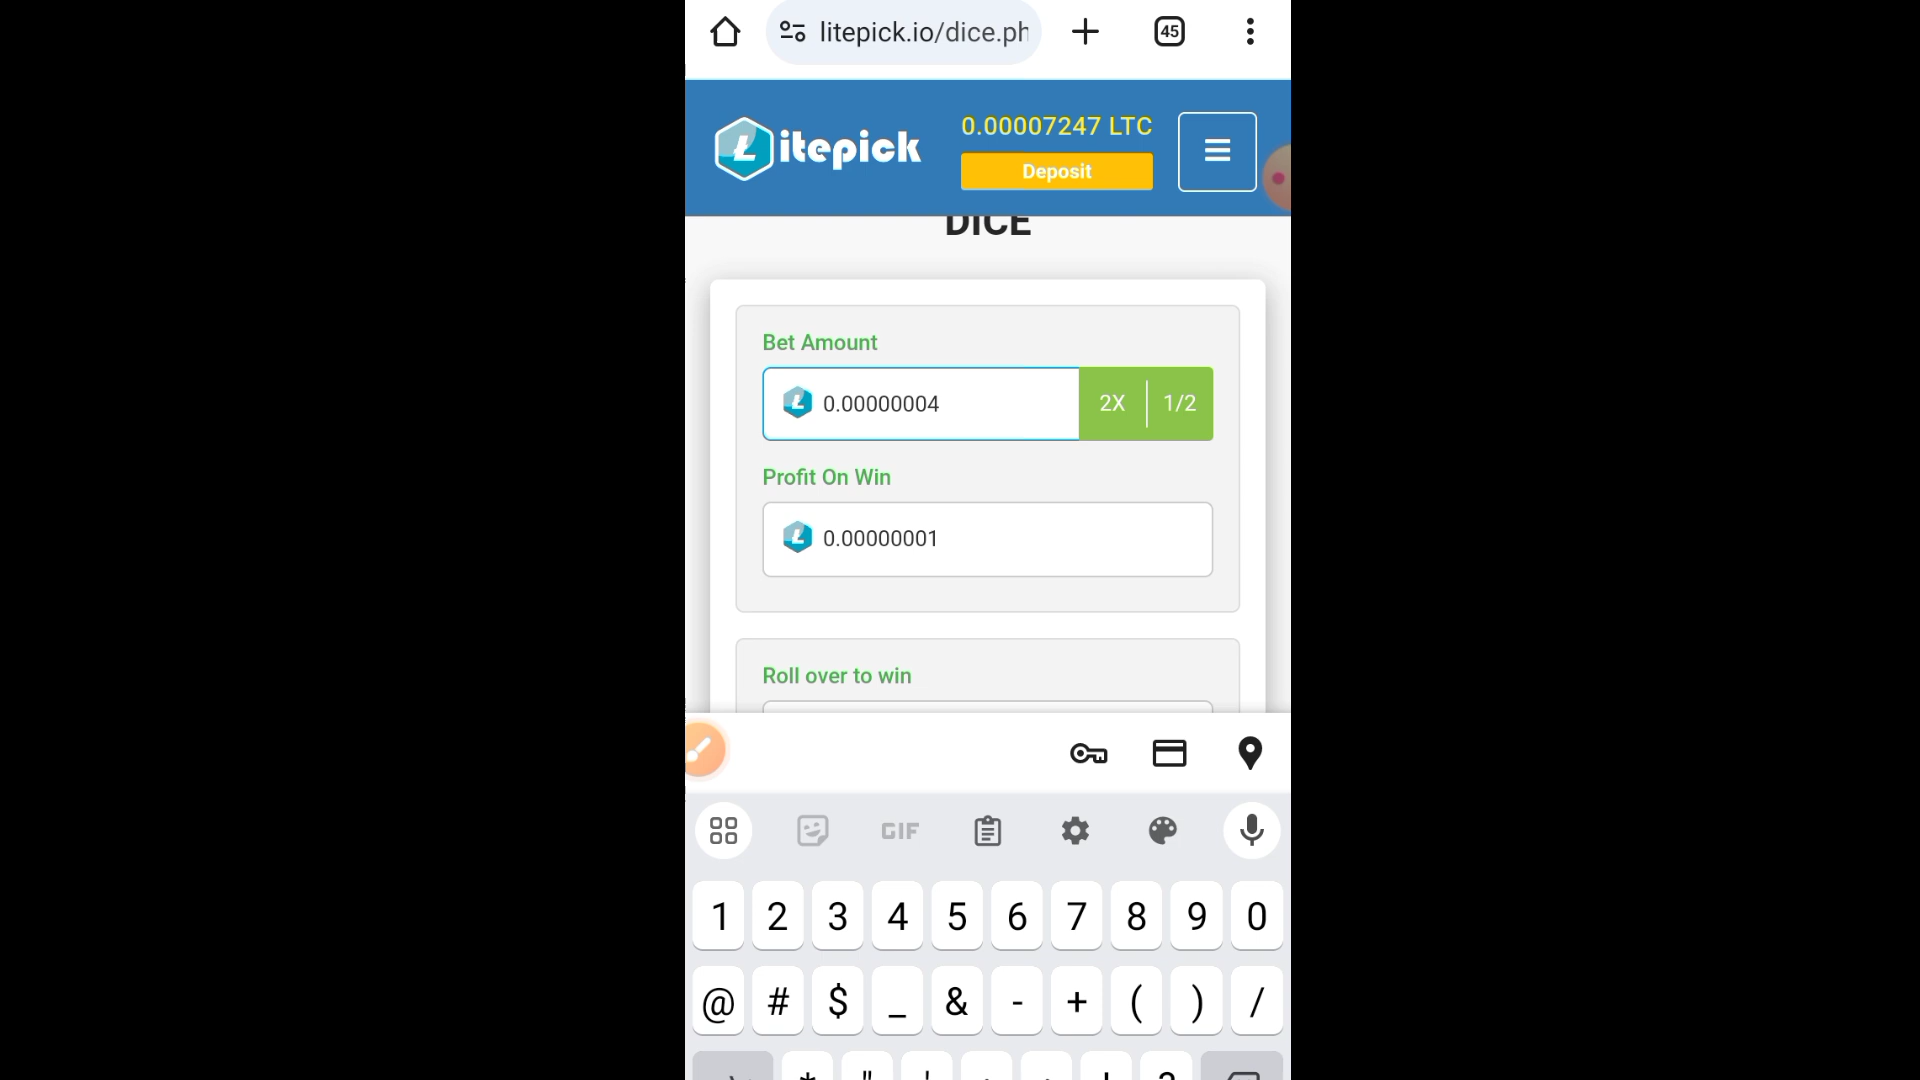 litepick.io/dice.ph
45
Litepick
0.00007247 LTC
Deposit
DICE
Bet Amount
0.00000004
2X
1/2
Profit On Win
0.00000001
Roll over to win
GIF
1 2 3 4 5 6 7 8 9 0
@ # $ _ & - + ( ) /